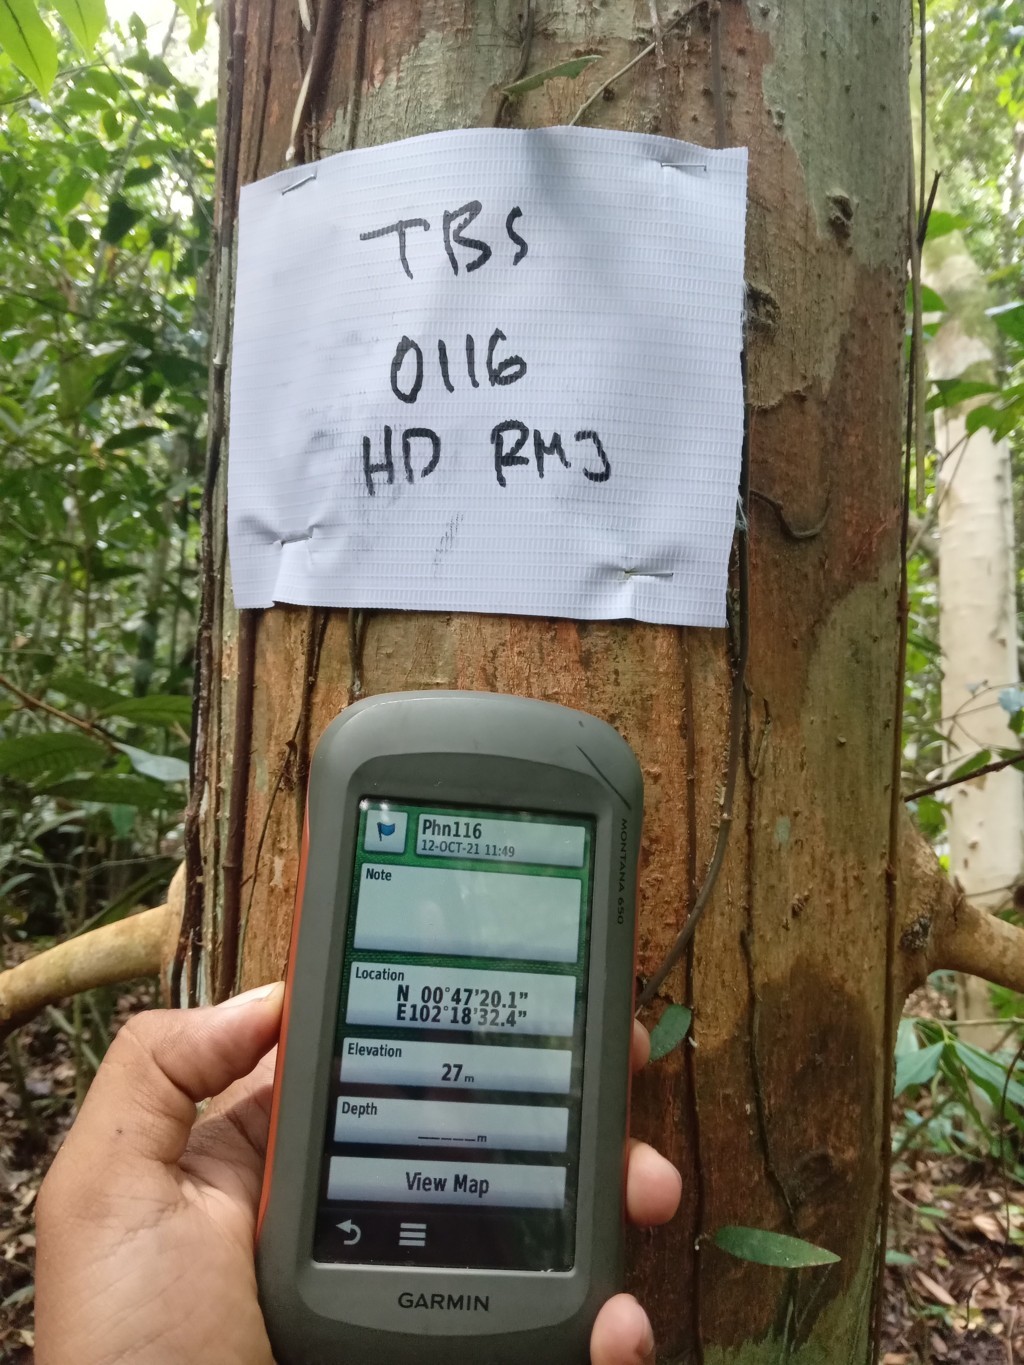 TBS
0116
HD RMJ
MONTANA 650
Phn116
12-OCT-21 11:49
Note
Location
N 00°47'20.1"
E102°18'32.4"
Elevation
27m
Depth
_____m
View Map
GARMIN